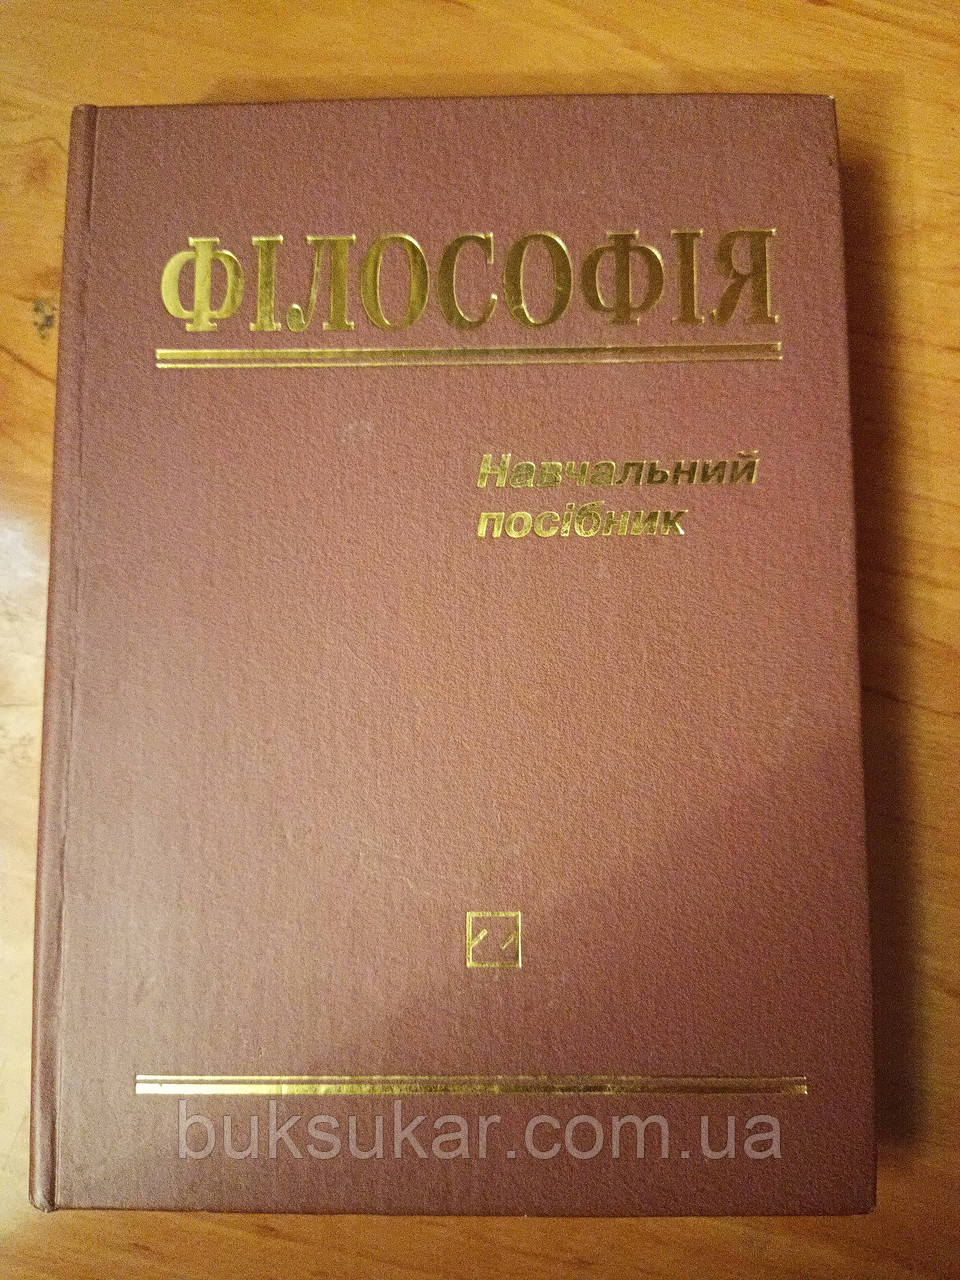 ФІЛОСОФІЯ
Навчальний
посібник
buksukar.com.ua